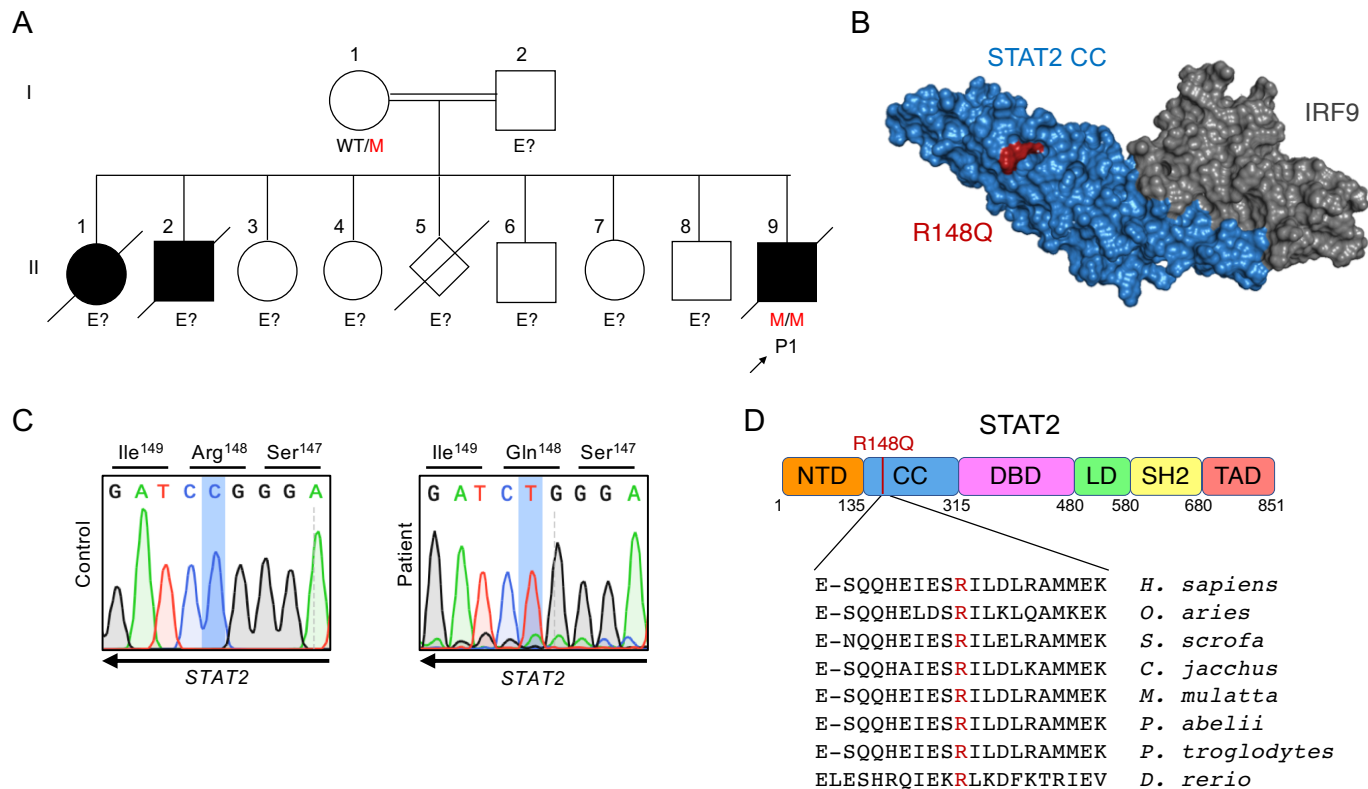 A
1
2
I
WT/M
E?
1
2
3
4
5
6
7
8
9
II
E?
E?
E?
E?
E?
E?
E?
E?
M/M
P1
B
STAT2 CC
IRF9
R148Q
C
Ile149
Arg148
Ser147
G A T C C G G G A
Control
STAT2
Ile149
Gln148
Ser147
G A T C T G G G A
Patient
STAT2
D
STAT2
R148Q
NTD CC DBD LD SH2 TAD
1 135 315 480 580 680 851
E-SQQHEIESRILDLRAMMEK H. sapiens
E-SQQHELDSRILKLQAMKEK O. aries
E-NQQHEIESRILELRAMMEK S. scrofa
E-SQQHAIESRILDLKAMMEK C. jacchus
E-SQQHEIESRILDLRAMMEK M. mulatta
E-SQQHEIESRILDLRAMMEK P. abelii
E-SQQHEIESRILDLRAMMEK P. troglodytes
ELESHRQIEKRLKDFKTRIEV D. rerio